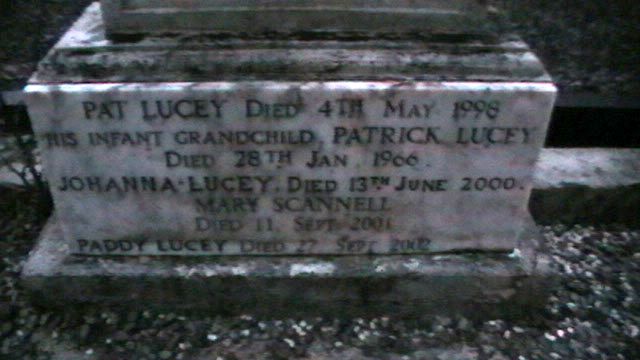 PAT LUCEY DIED 4TH MAY 1998
HIS INFANT GRANDCHILD PATRICK LUCEY
DIED 28TH JAN. 1966.
JOHANNA LUCEY. DIED 13TH JUNE 2000.
MARY SCANNELL
DIED 11 SEPT 2001
PADDY LUCEY DIED 27 SEPT 2002